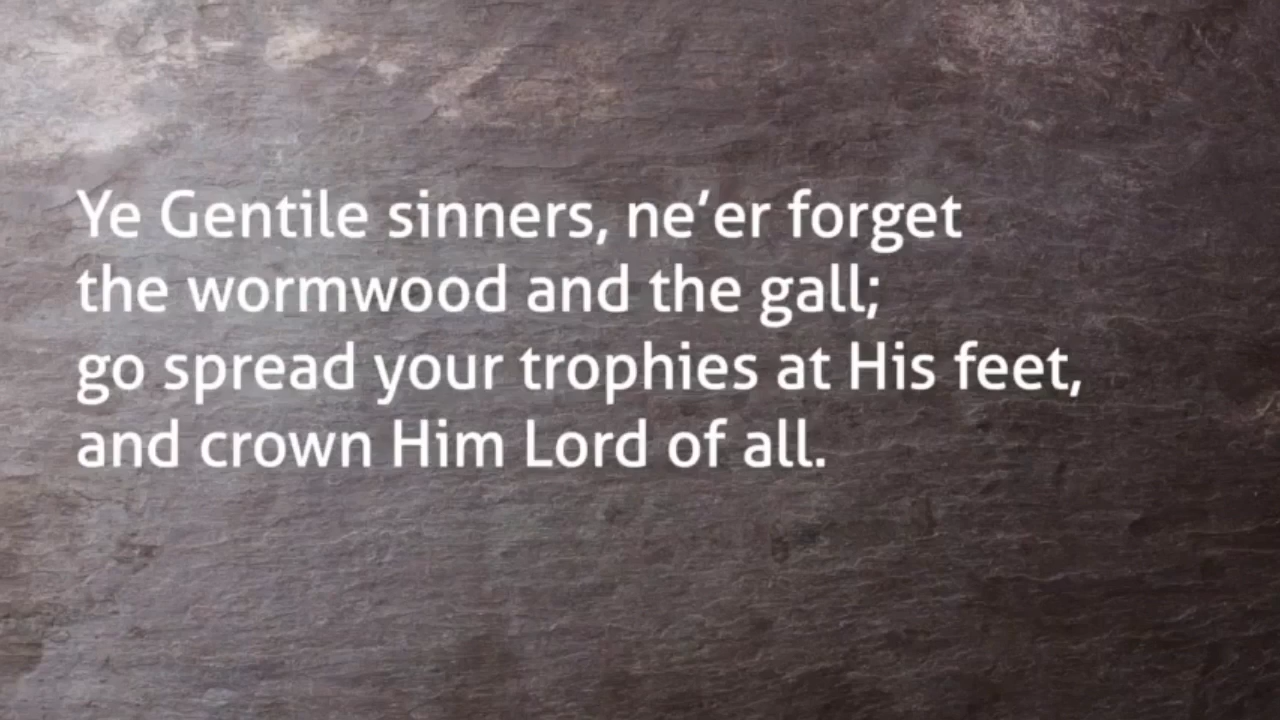 Ye Gentile sinners, ne’er forget
the wormwood and the gall;
go spread your trophies at His feet,
and crown Him Lord of all.